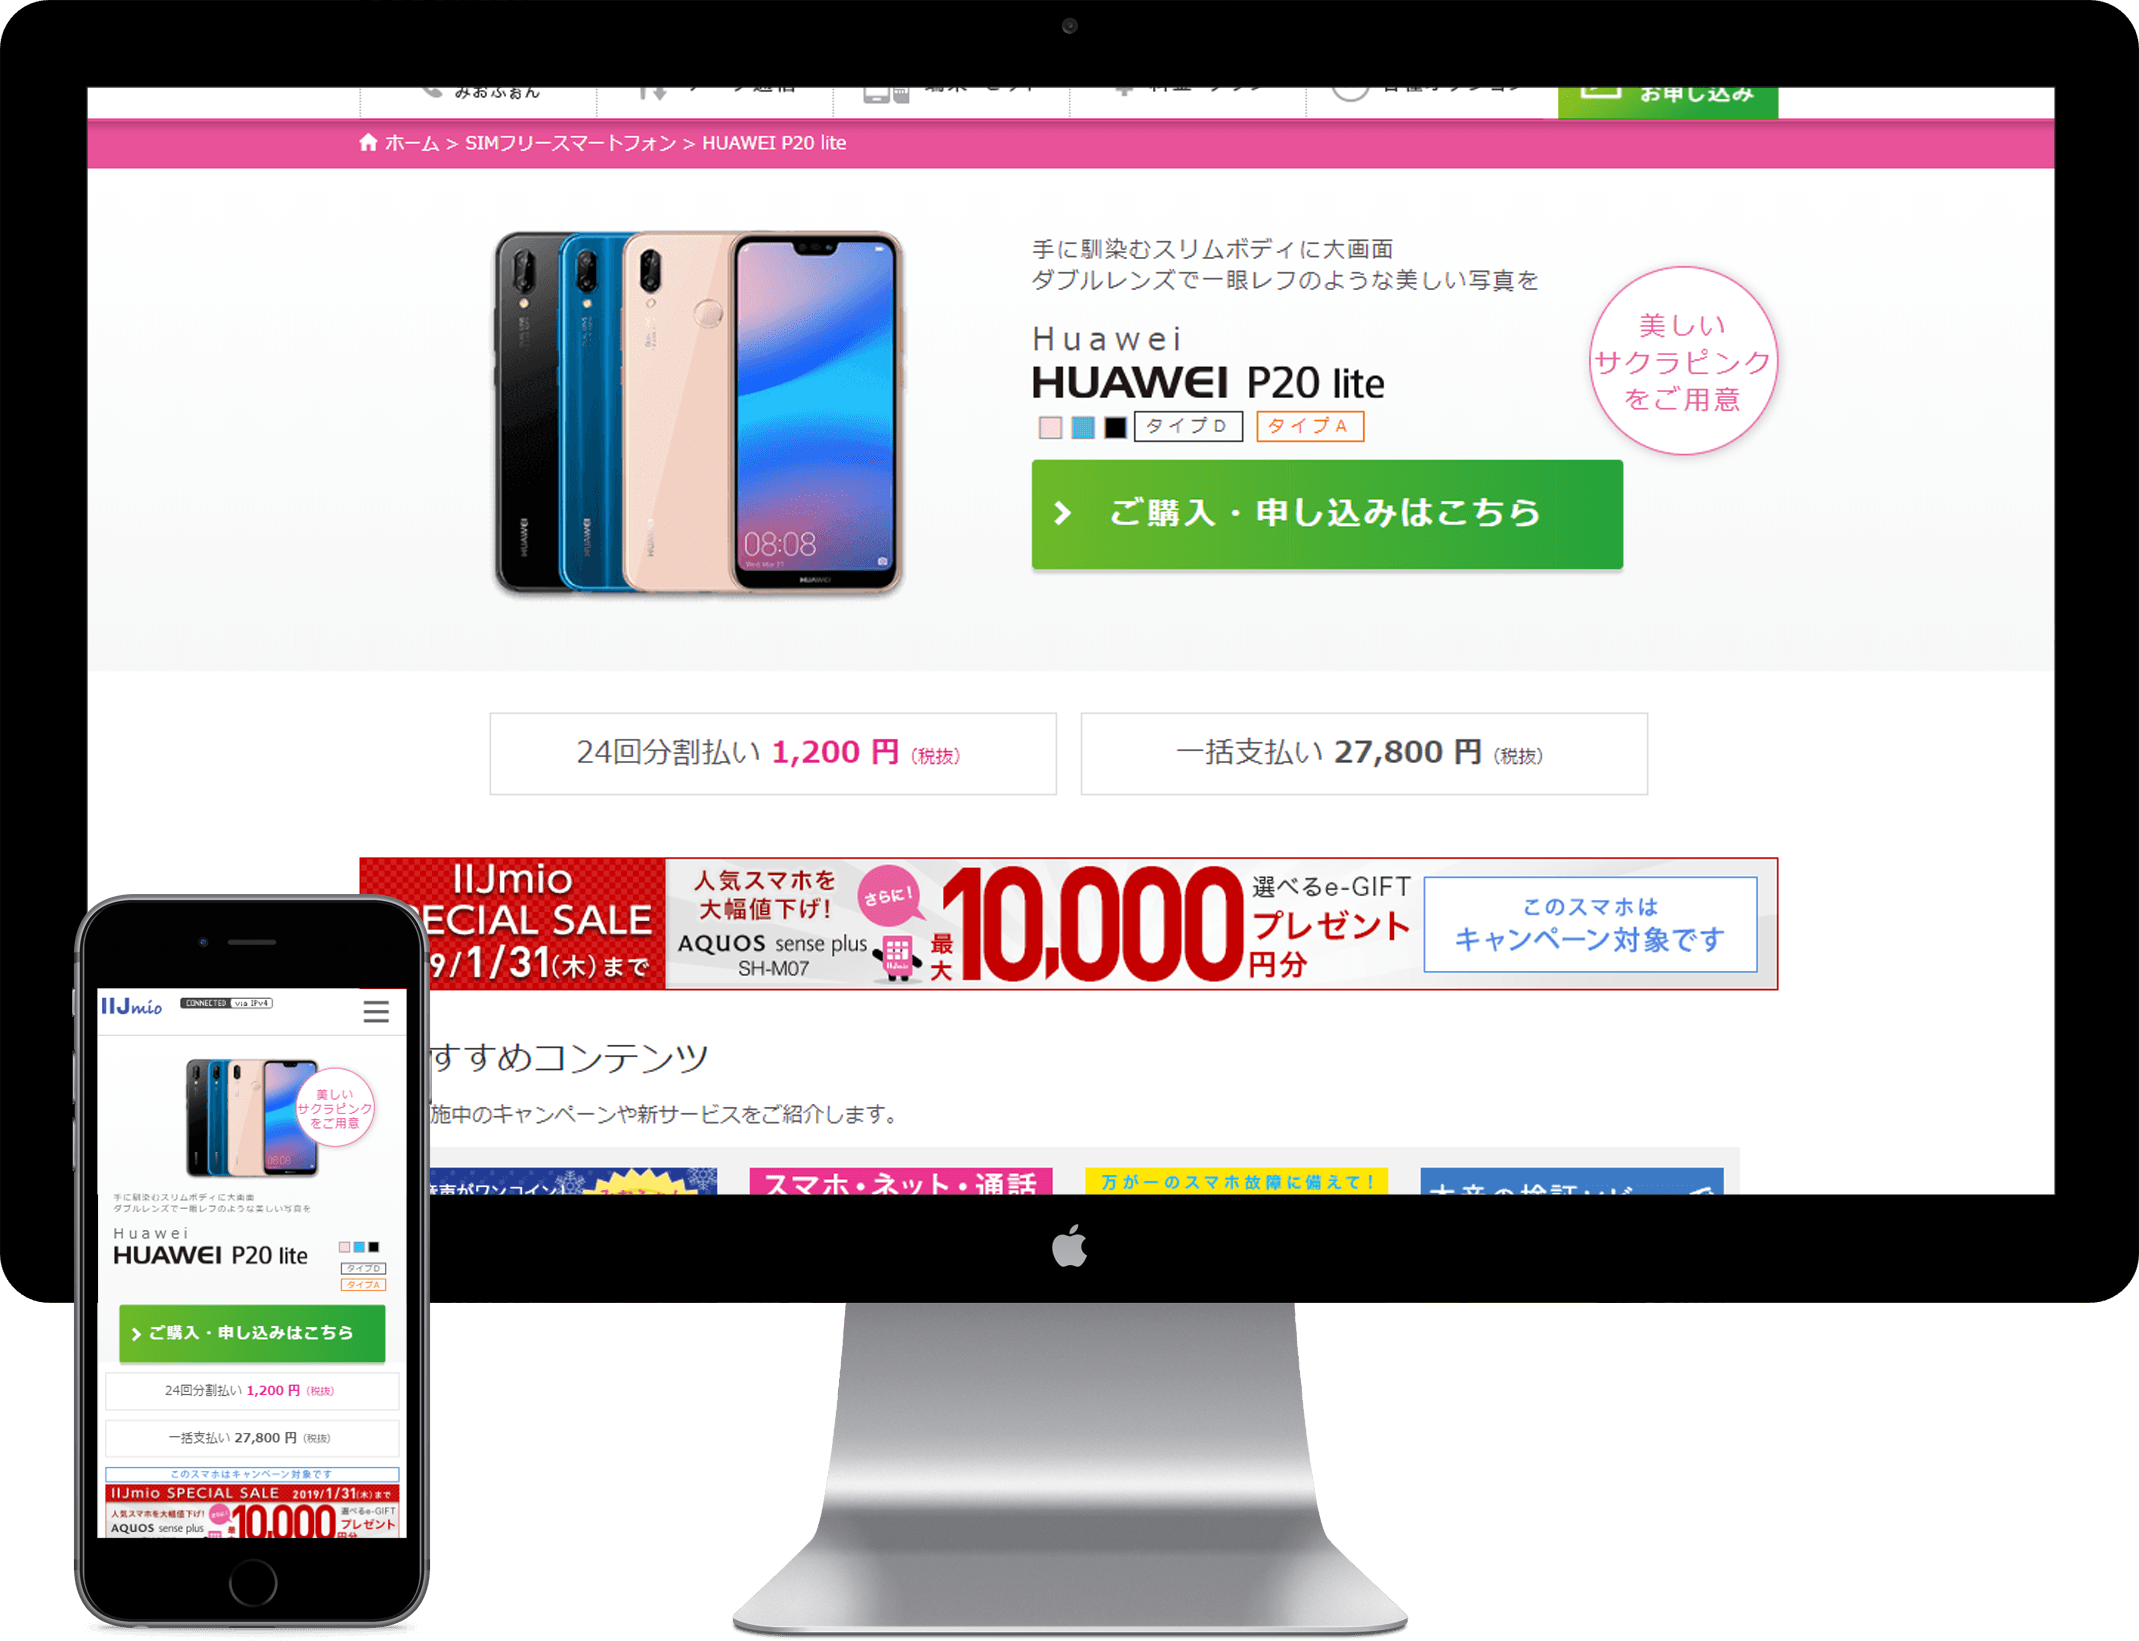 みおふぉん
お申し込み
ホーム > SIMフリースマートフォン > HUAWEI P20 lite
手に馴染むスリムボディに大画面
ダブルレンズで一眼レフのような美しい写真を
Huawei
HUAWEI P20 lite
タイプD タイプA
美しい
サクラピンク
をご用意
ご購入・申し込みはこちら
HUAWEI
HUAWEI
HUAWEI
08:08
HUAWEI
24回分割払い 1,200 円 (税抜)
一括支払い 27,800 円 (税抜)
IIJmio
ECIAL SALE
9/1/31(木)まで
人気スマホを
大幅値下げ!
さらに!
AQUOS sense plus
SH-M07
最大
10,000
円分
選べるe-GIFT
プレゼント
このスマホは
キャンペーン対象です
すすめコンテンツ
施中のキャンペーンや新サービスをご紹介します。
音声がワンコイン!
スマホ・ネット・通話
万が一のスマホ故障に備えて!
IIJmio
CONNECTED via IPv4
美しい
サクラピンク
をご用意
08:08
手に馴染むスリムボディに大画面
ダブルレンズで一眼レフのような美しい写真を
Huawei
HUAWEI P20 lite
タイプD
タイプA
ご購入・申し込みはこちら
24回分割払い 1,200 円 (税抜)
一括支払い 27,800 円 (税抜)
このスマホはキャンペーン対象です
IIJmio SPECIAL SALE 2019/1/31(木)まで
人気スマホを大幅値下げ!
AQUOS sense plus
10,000
選べるe-GIFT
プレゼント